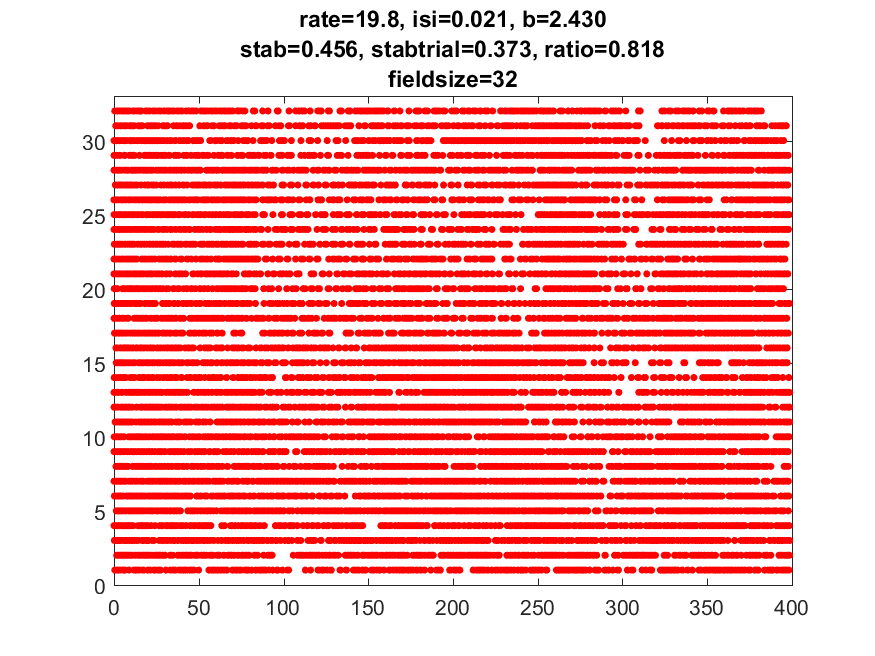 rate=19.8, isi=0.021, b=2.430
stab=0.456, stabtrial=0.373, ratio=0.818
fieldsize=32
30
25
20
15
10
5
0
0 50 100 150 200 250 300 350 400